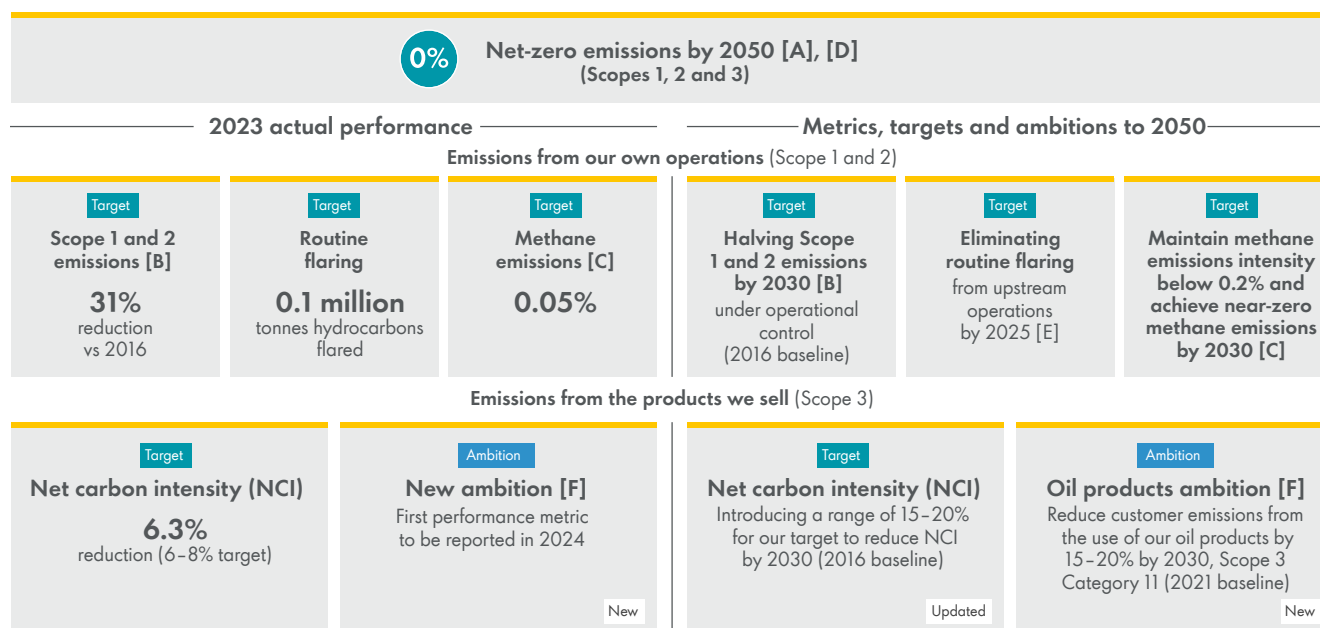 0%
Net-zero emissions by 2050 [A], [D]
(Scopes 1, 2 and 3)
2023 actual performance
Metrics, targets and ambitions to 2050
Emissions from our own operations (Scope 1 and 2)
Target
Scope 1 and 2
emissions [B]
31%
reduction
vs 2016
Target
Routine
flaring
0.1 million
tonnes hydrocarbons
flared
Target
Methane
emissions [C]
0.05%
Target
Halving Scope
1 and 2 emissions
by 2030 [B]
under operational
control
(2016 baseline)
Target
Eliminating
routine flaring
from upstream
operations
by 2025 [E]
Target
Maintain methane
emissions intensity
below 0.2% and
achieve near-zero
methane emissions
by 2030 [C]
Emissions from the products we sell (Scope 3)
Target
Net carbon intensity (NCI)
6.3%
reduction (6–8% target)
Ambition
New ambition [F]
First performance metric
to be reported in 2024
New
Target
Net carbon intensity (NCI)
Introducing a range of 15–20%
for our target to reduce NCI
by 2030 (2016 baseline)
Updated
Ambition
Oil products ambition [F]
Reduce customer emissions from
the use of our oil products by
15–20% by 2030, Scope 3
Category 11 (2021 baseline)
New